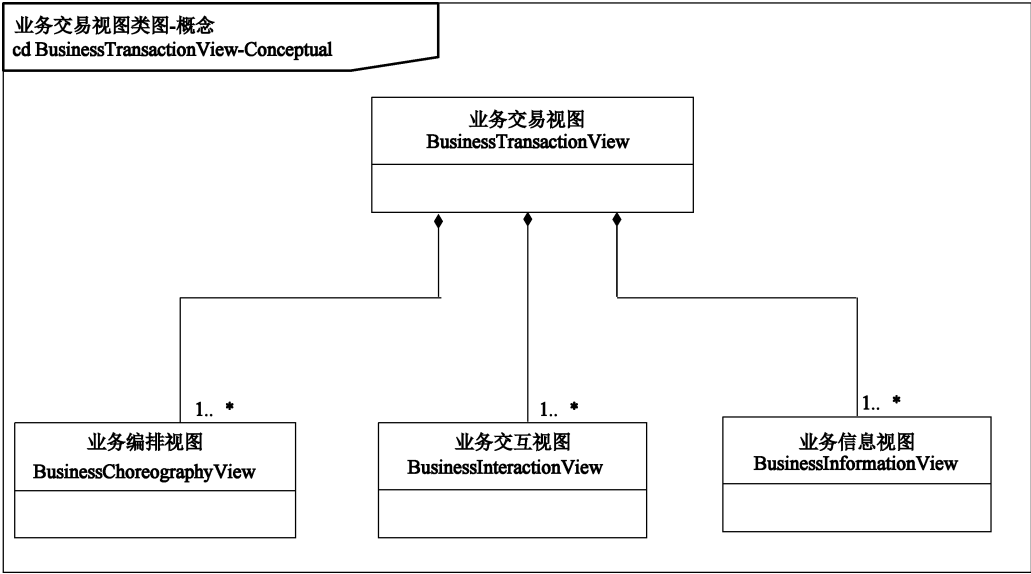 业务交易视图类图-概念
cd BusinessTransactionView-Conceptual
业务交易视图
BusinessTransactionView
1.. *
1.. *
1.. *
业务编排视图
BusinessChoreographyView
业务交互视图
BusinessInteractionView
业务信息视图
BusinessInformationView